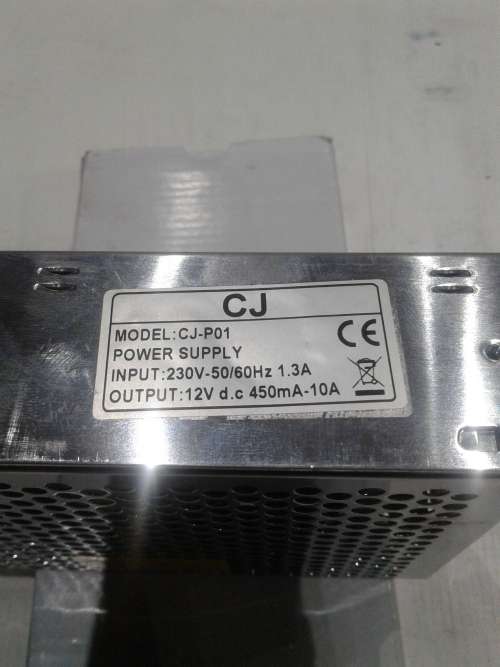 CJ
MODEL:CJ-P01
POWER SUPPLY
INPUT:230V-50/60Hz 1.3A
OUTPUT:12V d.c 450mA-10A
CE